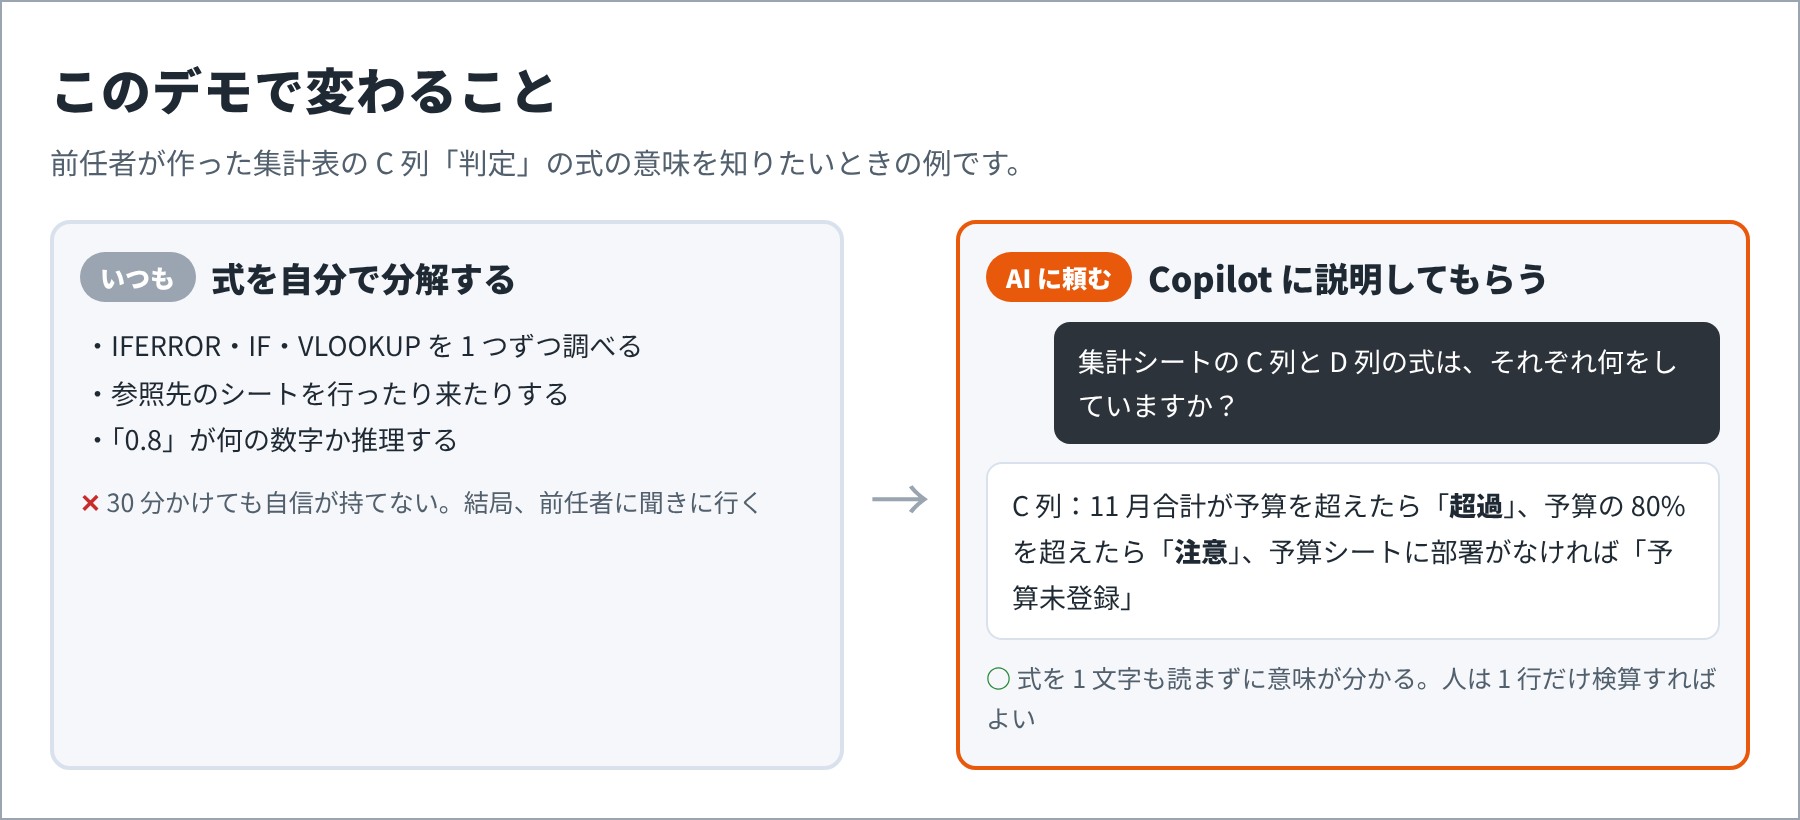 このデモで変わること
前任者が作った集計表の C 列「判定」の式の意味を知りたいときの例です。
いつも 式を自分で分解する
・IFERROR・IF・VLOOKUP を 1 つずつ調べる
・参照先のシートを行ったり来たりする
・「0.8」が何の数字か推理する
✕ 30 分かけても自信が持てない。結局、前任者に聞きに行く
→
AI に頼む Copilot に説明してもらう
集計シートの C 列と D 列の式は、それぞれ何をし
ていますか？
C 列：11 月合計が予算を超えたら「超過」、予算の 80%
を超えたら「注意」、予算シートに部署がなければ「予
算未登録」
○ 式を 1 文字も読まずに意味が分かる。人は 1 行だけ検算すれば
よい